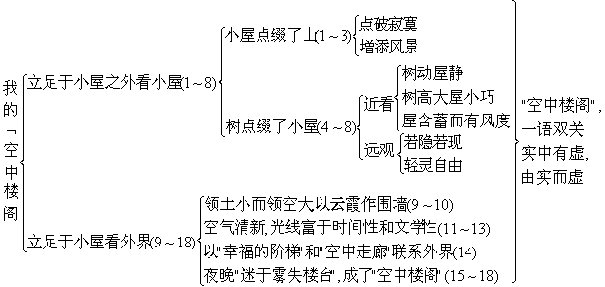 我的「空中楼阁
立足于小屋之外看小屋(1～8)
小屋点缀了山(1～3)
点破寂寞
增添风景
树点缀了小屋(4～8)
近看
树动屋静
树高大屋小巧
屋含蓄而有风度
远观
若隐若现
轻灵自由
立足于小屋看外界(9～18)
领土小而领空大以云霞作围墙(9～10)
空气清新,光线富于时间性和文学性(11～13)
以"幸福的阶梯"和"空中走廊"联系外界(14)
夜晚"迷于雾失楼台",成了"空中楼阁"(15～18)
"空中楼阁",
一语双关
实中有虚,
由实而虚